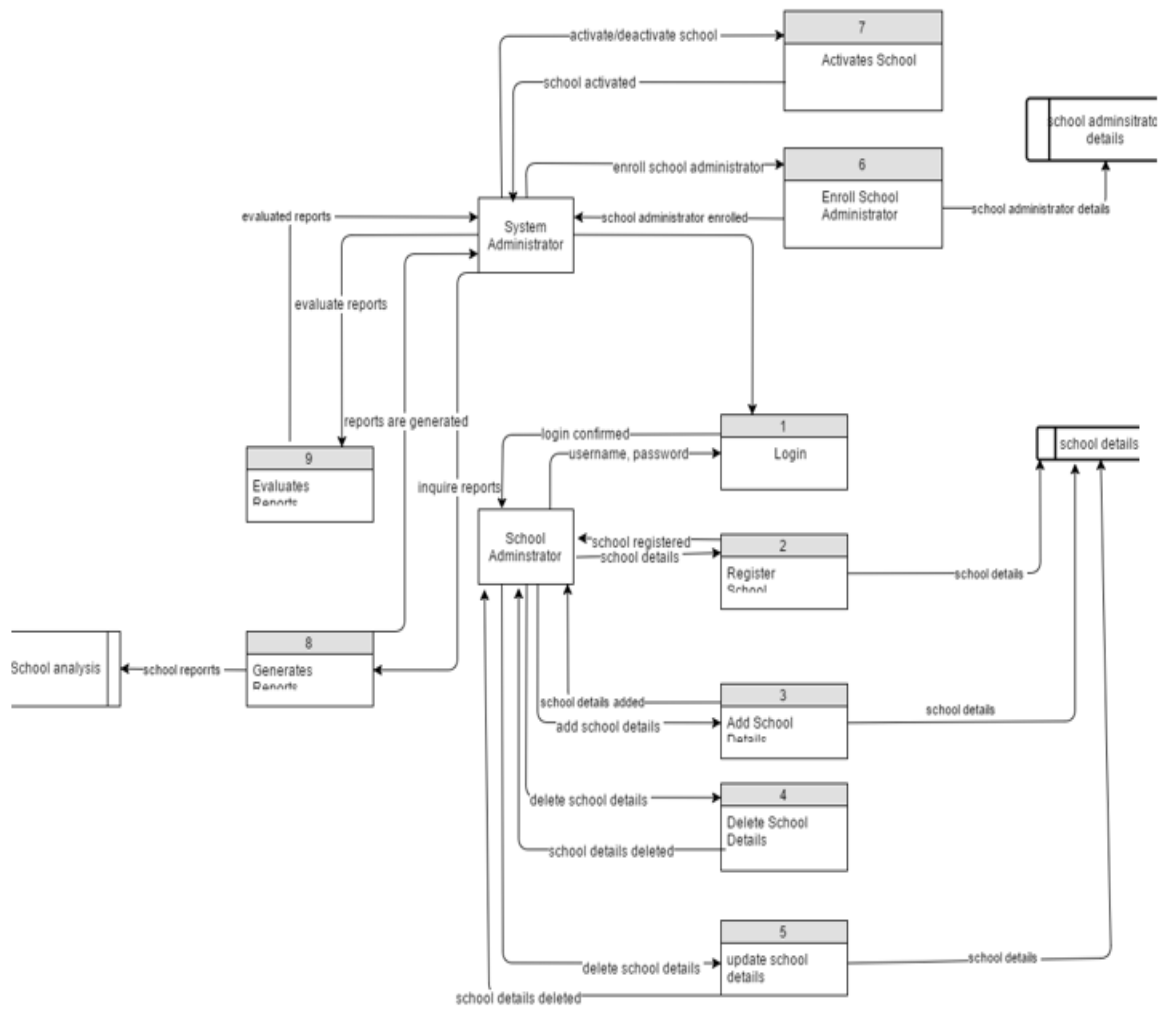 7
activate/deactivate school
Activates School
school activated
school adminsitrato
details
6
enroll school administrator
Enroll School
Administrator
school administrator details
evaluated reports
school administrator enrolled
System
Administrator
evaluate reports
reports are generated
1
login confirmed
Login
username, password
school details
9
Evaluates
Reports
inquire reports
School
Adminstrator
school registered
school details
2
Register
School
school details
8
School analysis
school reporrts
Generates
Reports
3
school details added
add school details
Add School
Details
school details
4
delete school details
Delete School
Details
school details deleted
5
update school
details
delete school details
school details
school details deleted